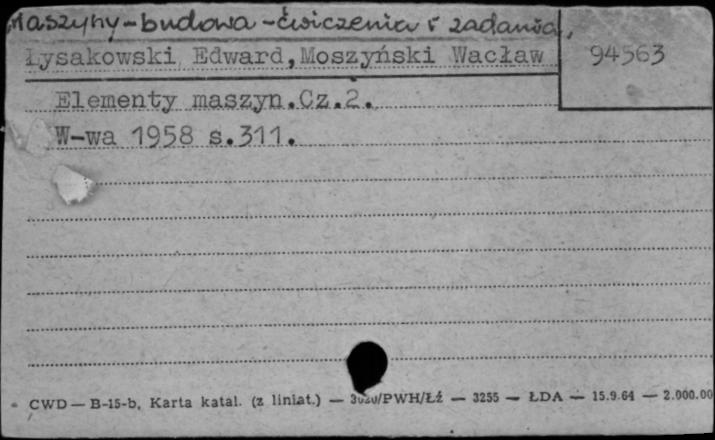 Maszyny - budowa - ćwiczenia i zadania,
Łysakowski Edward, Moszyński Wacław
94563
Elementy maszyn.Cz.2.
W-wa 1958 s.311.
CWD — B-15-b, Karta katal. (z liniat.) — 3020/PWH/Łź — 3255 — ŁDA — 15.9.64 — 2.000.00